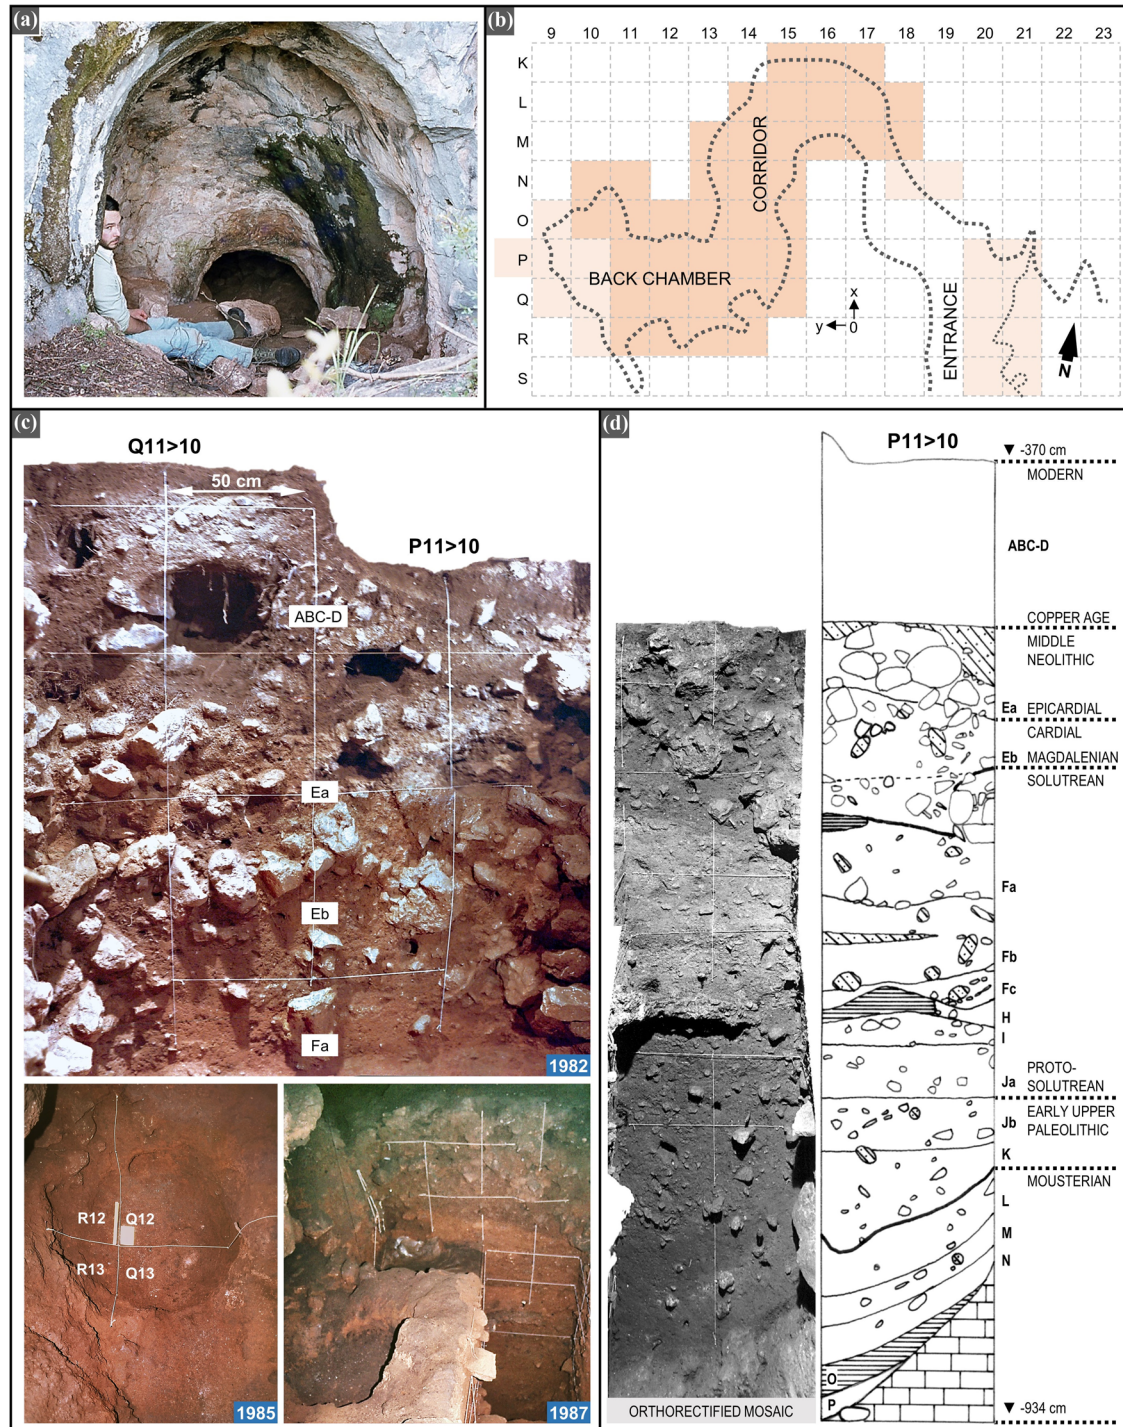 (a)
(b)
9 10 11 12 13 14 15 16 17 18 19 20 21 22 23
K
L
M
N
O
P
Q
R
S
CORRIDOR
BACK CHAMBER
ENTRANCE
x
y 0
N
(c)
Q11>10
50 cm
P11>10
ABC-D
Ea
Eb
Fa
1982
R12 Q12
R13 Q13
1985
1987
(d)
P11>10
-370 cm
MODERN
ABC-D
COPPER AGE
MIDDLE
NEOLITHIC
Ea EPICARDIAL
CARDIAL
Eb MAGDALENIAN
SOLUTREAN
Fa
Fb
Fc
H
I
PROTO-
Ja SOLUTREAN
EARLY UPPER
Jb PALEOLITHIC
K
MOUSTERIAN
L
M
N
O
P
-934 cm
ORTHORECTIFIED MOSAIC